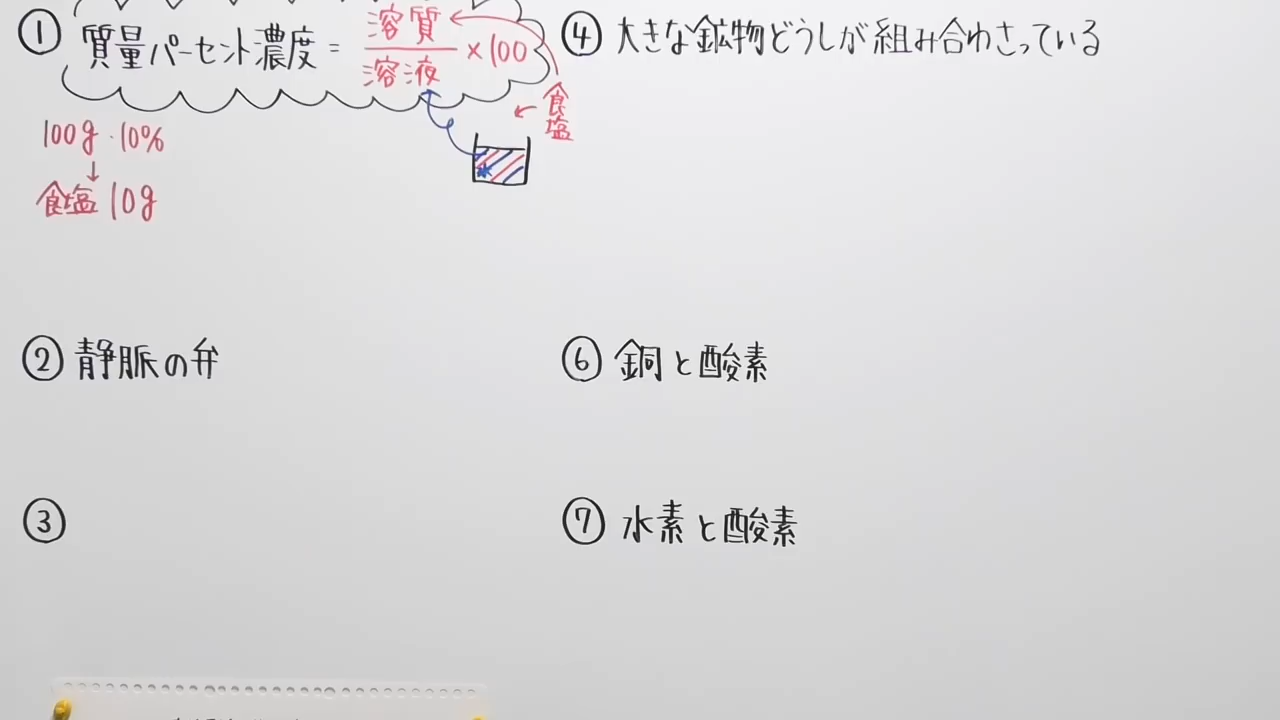 ① 質量パーセント濃度 = 溶質/溶液 × 100
食塩
100g・10%
↓
食塩 10g
② 静脈の弁
③
④ 大きな鉱物どうしが組み合わさっている
⑥ 銅と酸素
⑦ 水素と酸素